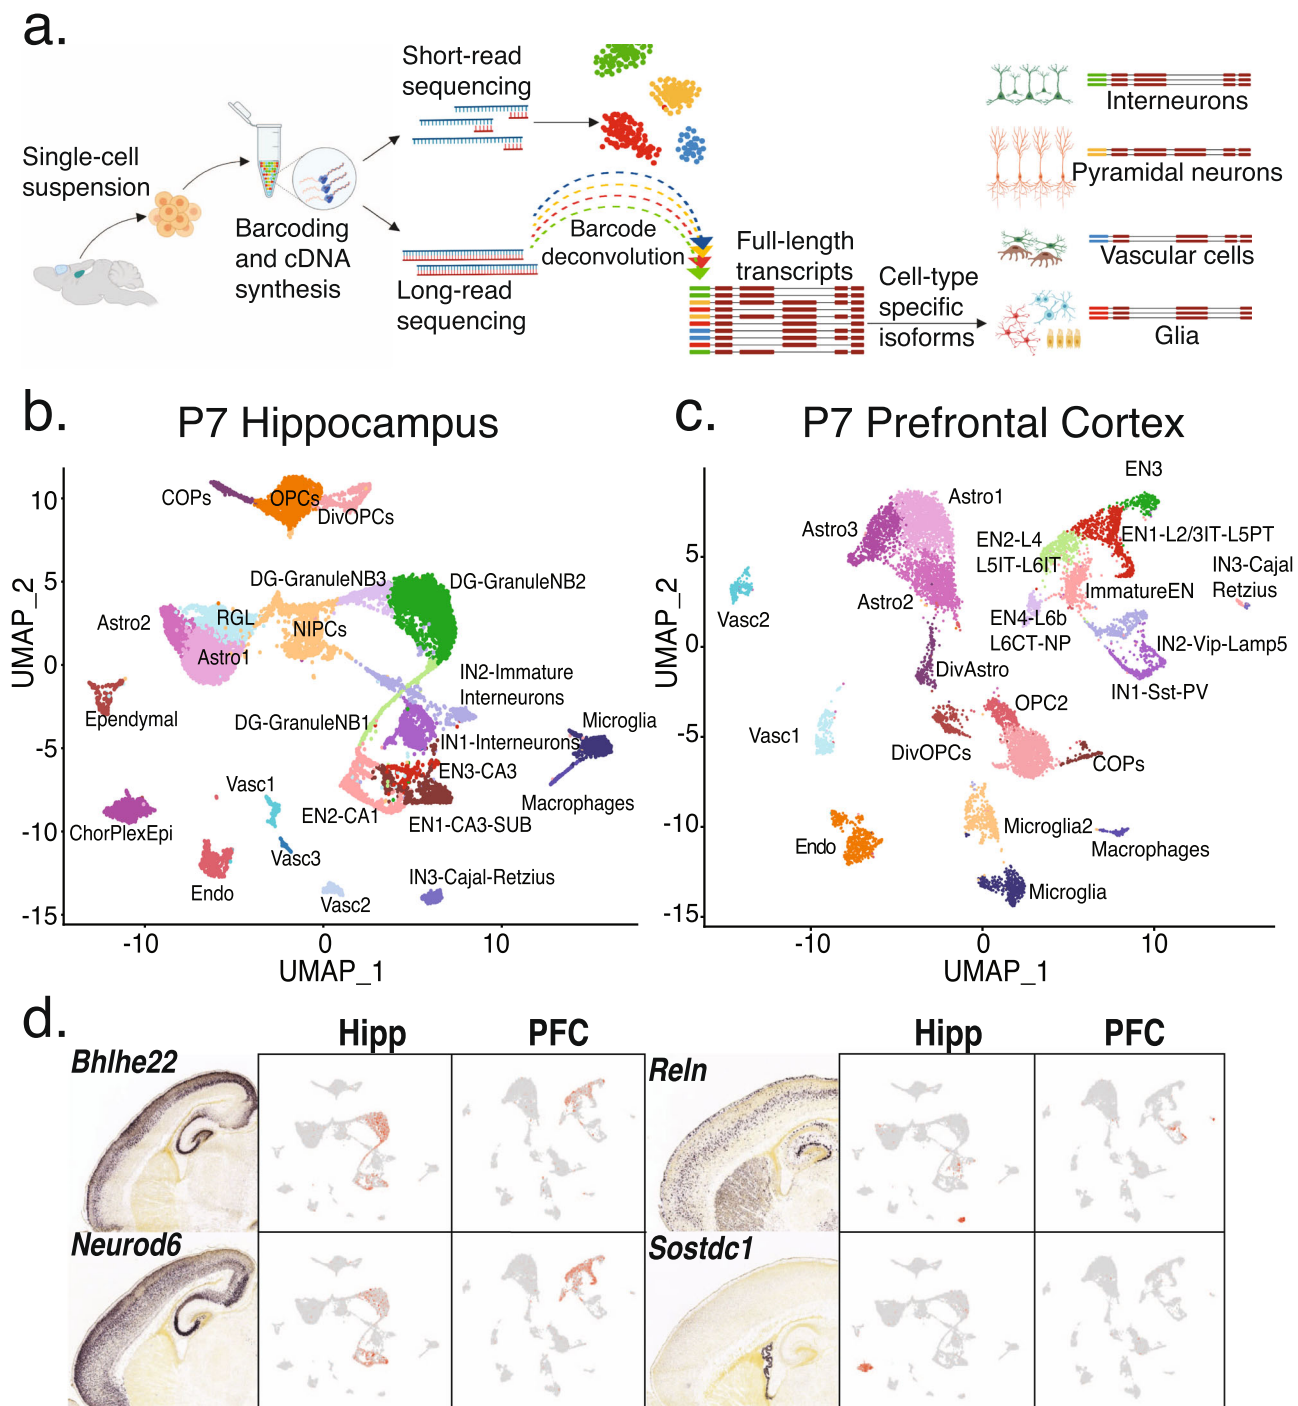 a.
Single-cell
suspension
Barcoding
and cDNA
synthesis
Short-read
sequencing
Long-read
sequencing
Barcode
deconvolution
Full-length
transcripts
Cell-type
specific
isoforms
Interneurons
Pyramidal neurons
Vascular cells
Glia
b.
P7 Hippocampus
UMAP_2
10
5
0
-5
-10
-15
COPs
OPCs
DivOPCs
DG-GranuleNB3
DG-GranuleNB2
Astro2
RGL
NIPCs
Astro1
IN2-Immature
Interneurons
Ependymal
DG-GranuleNB1
Microglia
IN1-Interneurons
EN3-CA3
Vasc1
Macrophages
EN2-CA1
EN1-CA3-SUB
ChorPlexEpi
Vasc3
Endo
IN3-Cajal-Retzius
Vasc2
-10
0
10
UMAP_1
c.
P7 Prefrontal Cortex
UMAP_2
5
0
-5
-10
-15
EN3
Astro1
Astro3
EN2-L4
L5IT-L6IT
EN1-L2/3IT-L5PT
IN3-Cajal
Retzius
ImmatureEN
Astro2
Vasc2
EN4-L6b
L6CT-NP
IN2-Vip-Lamp5
DivAstro
IN1-Sst-PV
OPC2
Vasc1
DivOPCs
COPs
Microglia2
Endo
Macrophages
Microglia
-10
0
10
UMAP_1
d.
Hipp
PFC
Hipp
PFC
Bhlhe22
Reln
Neurod6
Sostdc1